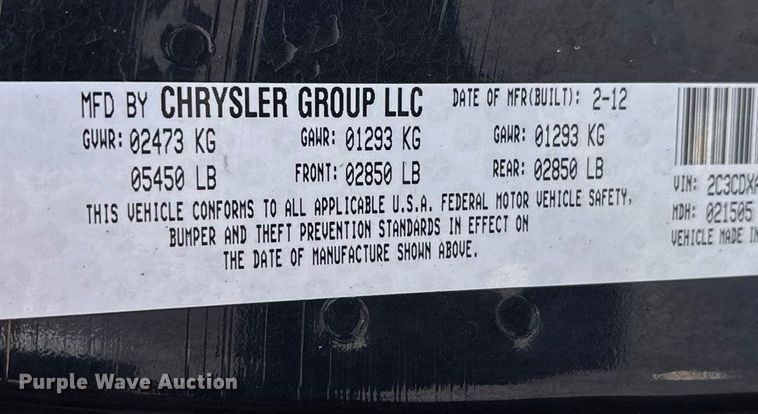 MFD BY CHRYSLER GROUP LLC DATE OF MFR(BUILT): 2-12
GVWR: 02473 KG GAWR: 01293 KG GAWR: 01293 KG
05450 LB FRONT: 02850 LB REAR: 02850 LB
THIS VEHICLE CONFORMS TO ALL APPLICABLE U.S.A. FEDERAL MOTOR VEHICLE SAFETY,
BUMPER AND THEFT PREVENTION STANDARDS IN EFFECT ON
THE DATE OF MANUFACTURE SHOWN ABOVE.
VIN: 2C3CDX
MDH: 021505
VEHICLE MADE IN
Purple Wave Auction